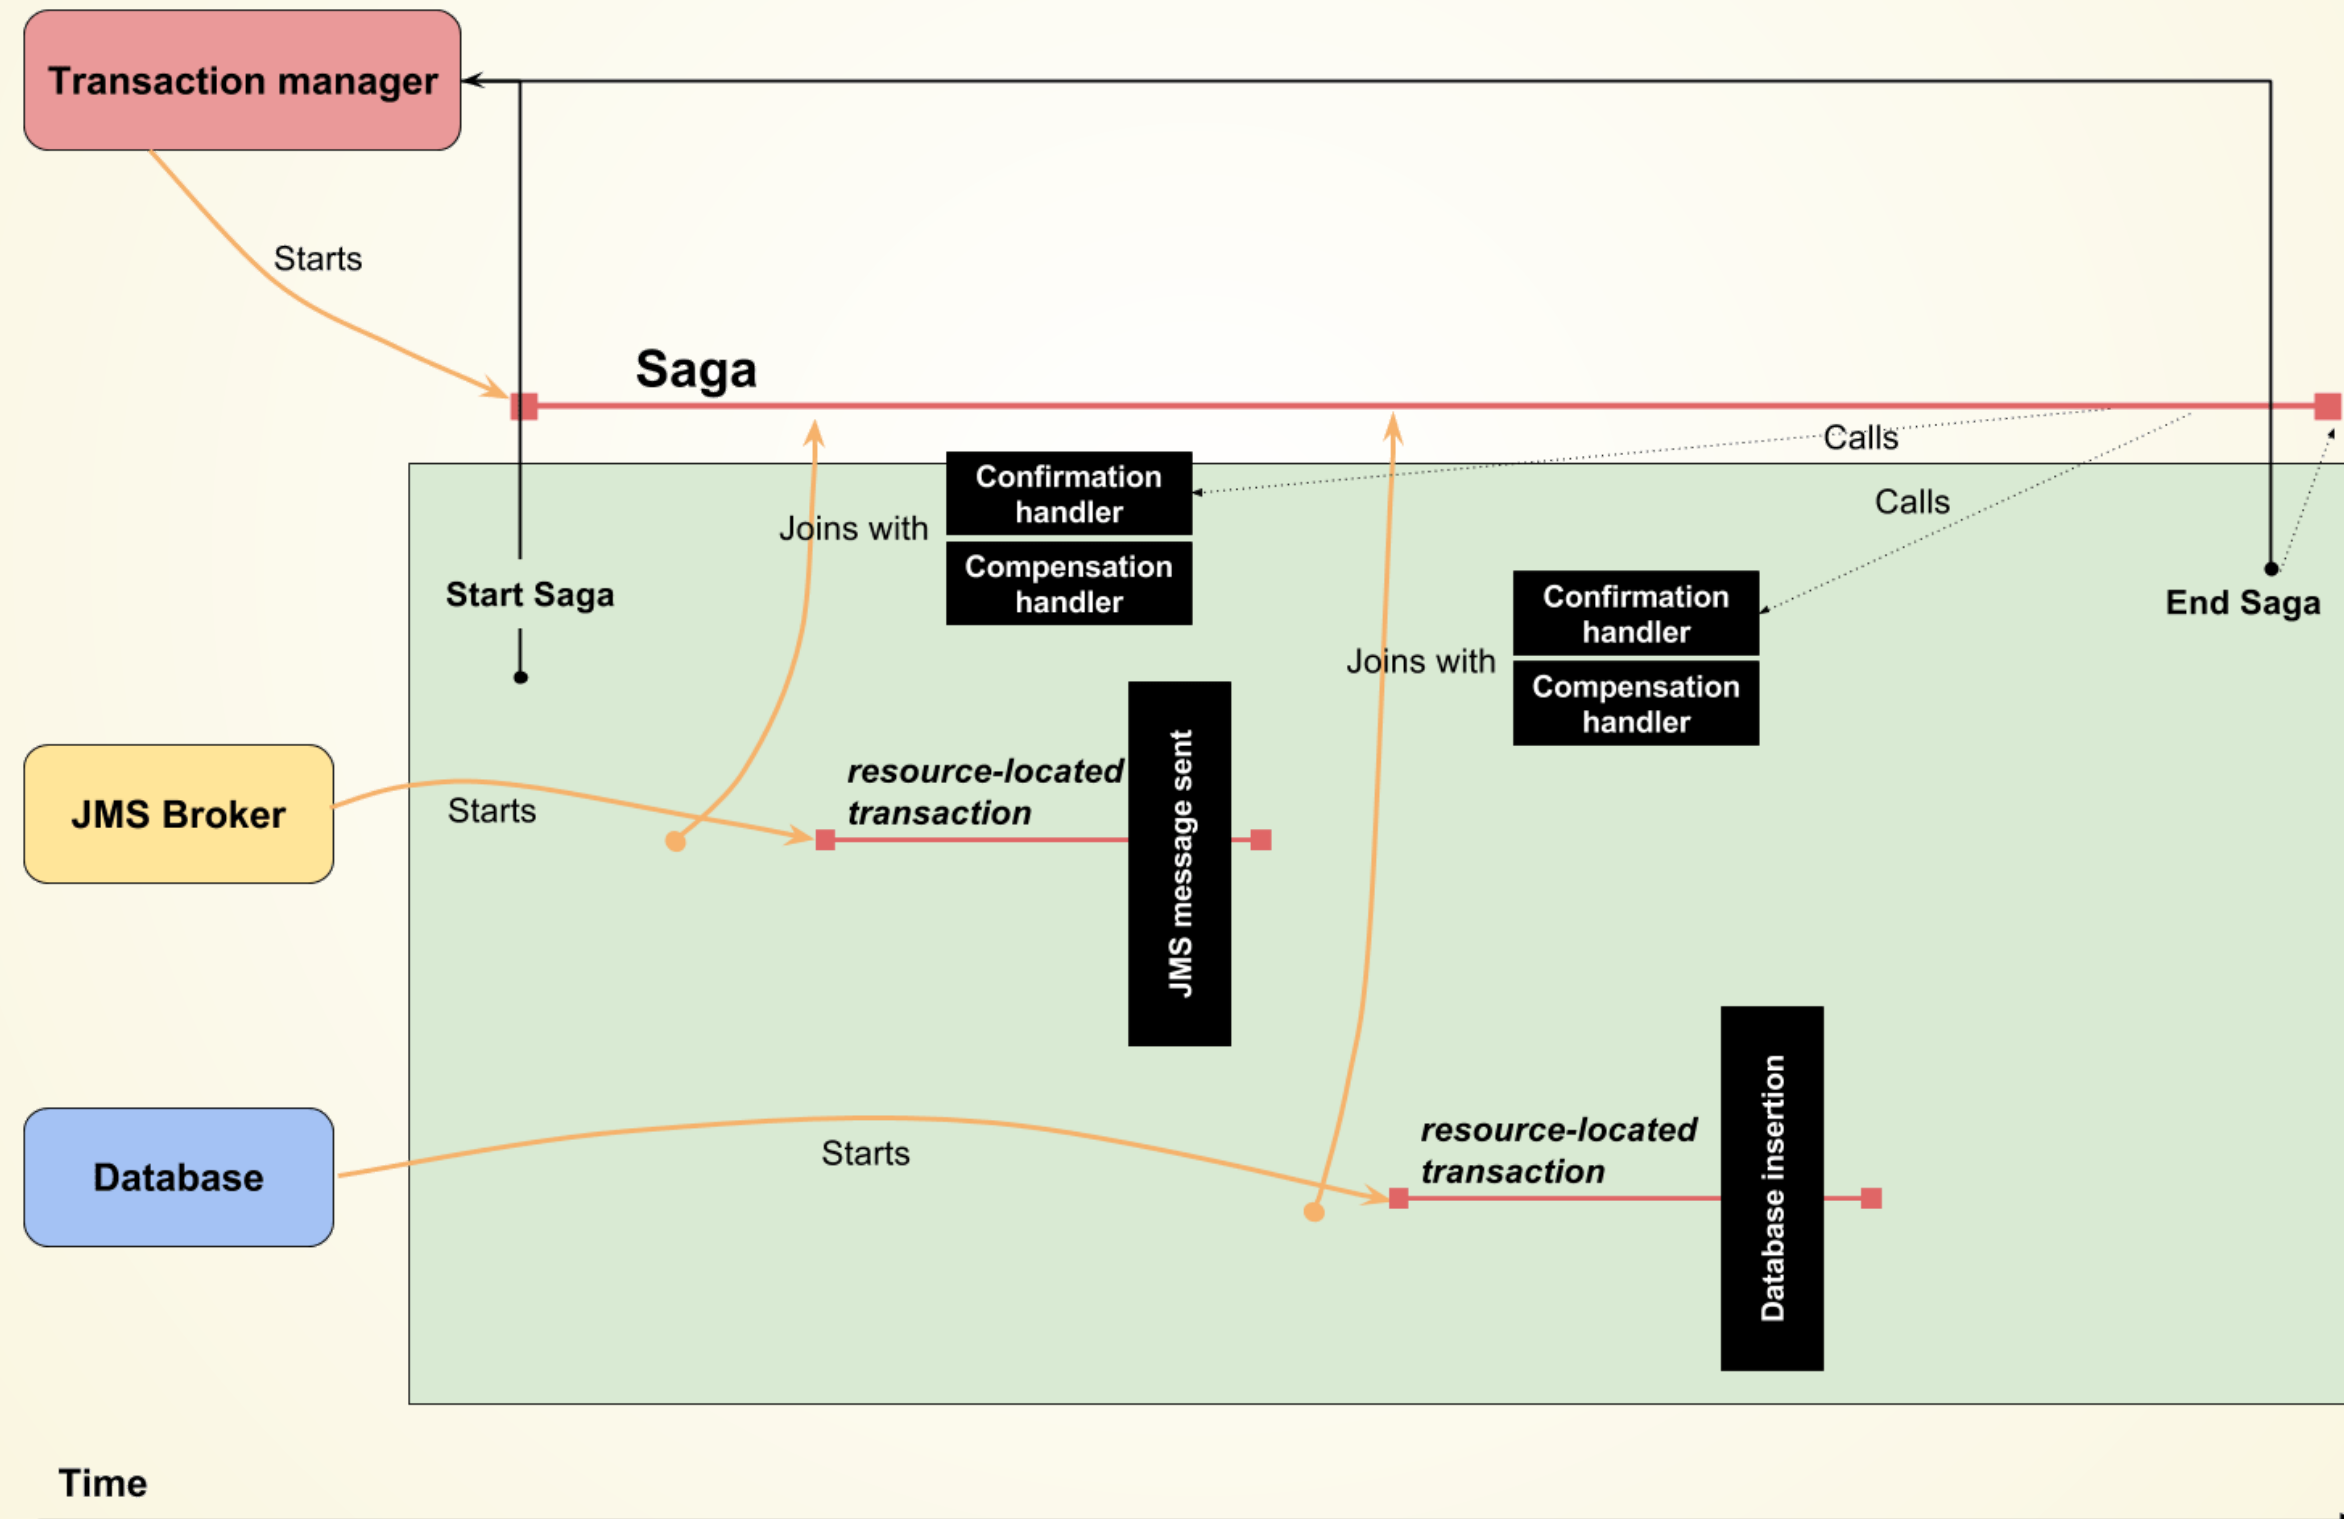 Transaction manager
Starts
Saga
Calls
Confirmation
handler
Joins with
Compensation
handler
Calls
Start Saga
Confirmation
handler
End Saga
Joins with
Compensation
handler
JMS Broker
Starts
resource-located
transaction
JMS message sent
Database
Starts
resource-located
transaction
Database insertion
Time